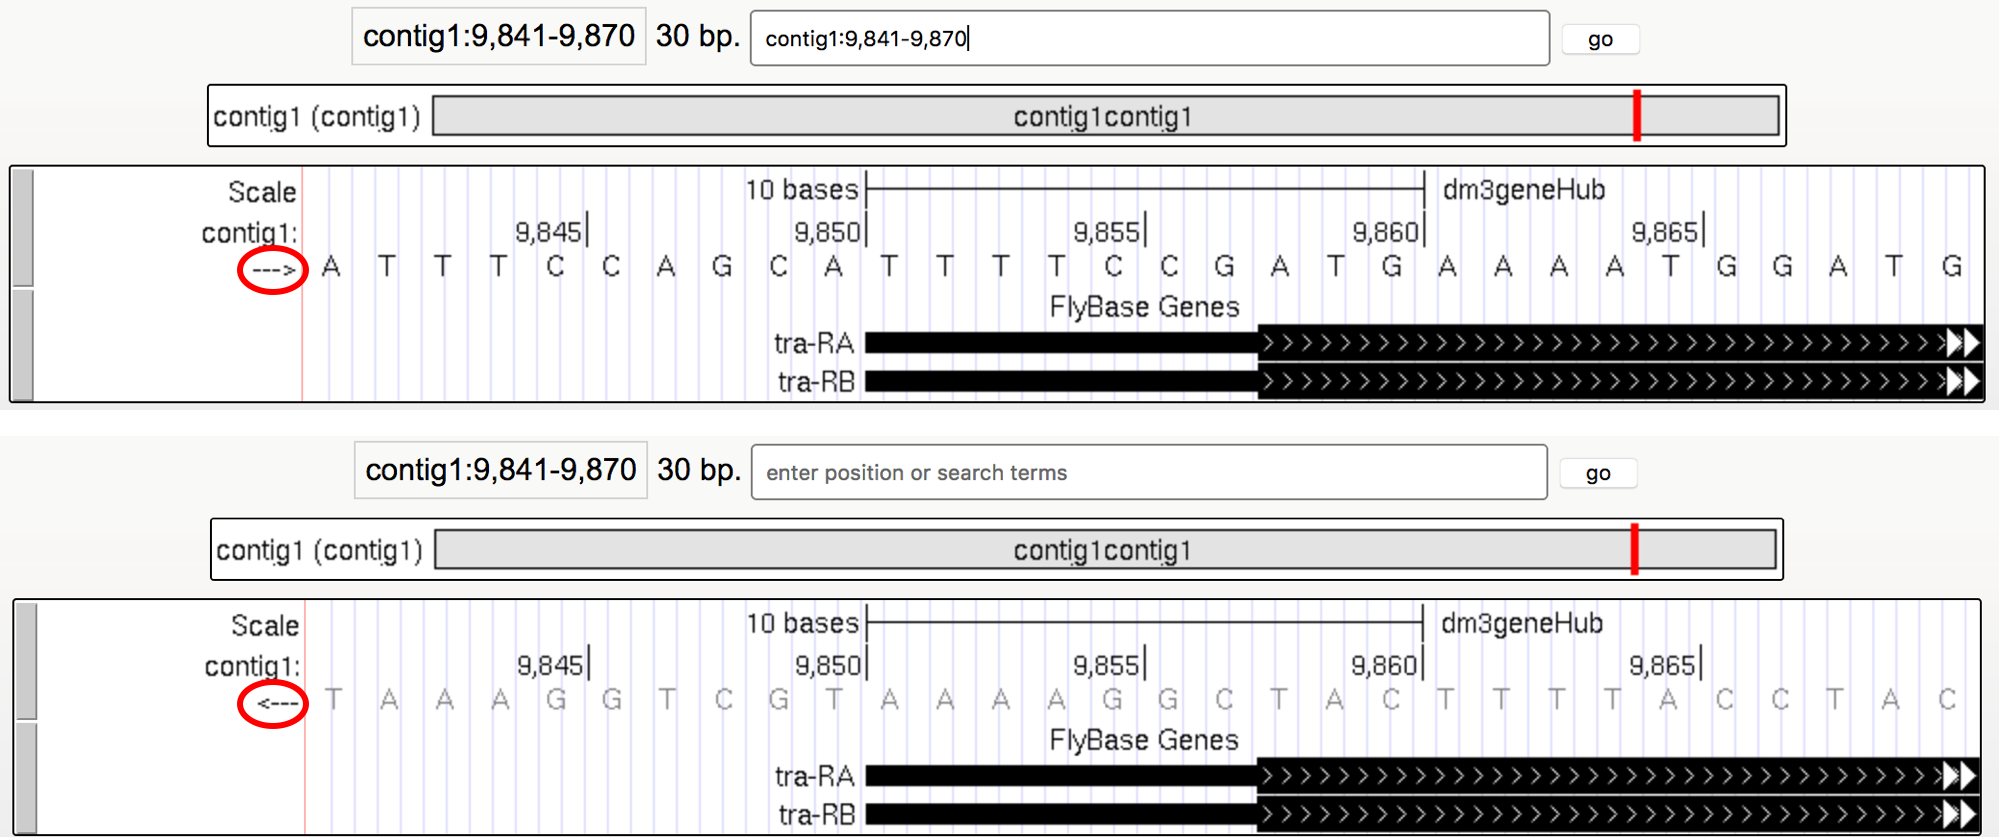 contig1:9,841-9,870 30 bp. contig1:9,841-9,870 go
contig1 (contig1) contig1contig1
Scale 10 bases dm3geneHub
contig1: 9,845 9,850 9,855 9,860 9,865
---> A T T T C C A G C A T T T T C C G A T G A A A A T G G A T G
FlyBase Genes
tra-RA
tra-RB
contig1:9,841-9,870 30 bp. enter position or search terms go
contig1 (contig1) contig1contig1
Scale 10 bases dm3geneHub
contig1: 9,845 9,850 9,855 9,860 9,865
<--- T A A A G G T C G T A A A A G G C T A C T T T T A C C T A C
FlyBase Genes
tra-RA
tra-RB